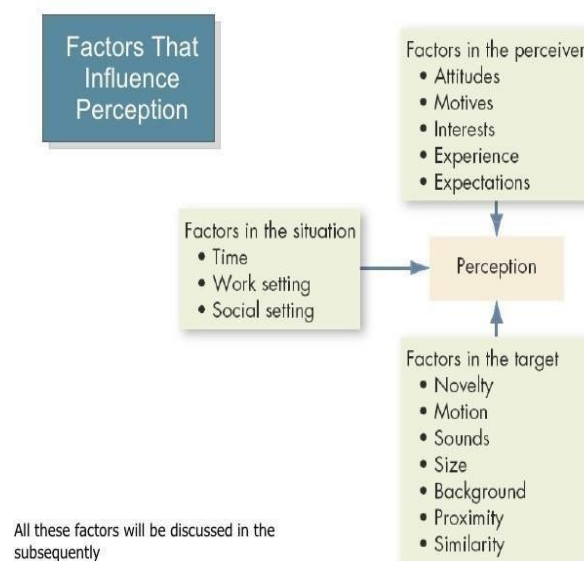 Factors That
Influence
Perception
Factors in the perceiver
• Attitudes
• Motives
• Interests
• Experience
• Expectations
Factors in the situation
• Time
• Work setting
• Social setting
Perception
Factors in the target
• Novelty
• Motion
• Sounds
• Size
• Background
• Proximity
• Similarity
All these factors will be discussed in the
subsequently